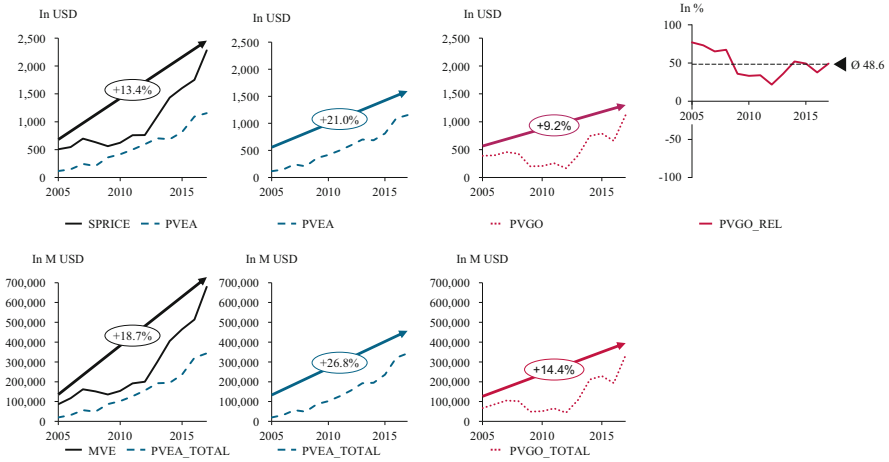 In USD
2,500
2,000
1,500
1,000
500
0
2005 2010 2015
+13.4%
SPRICE PVEA
In USD
2,500
2,000
1,500
1,000
500
0
2005 2010 2015
+21.0%
PVEA
In USD
2,500
2,000
1,500
1,000
500
0
2005 2010 2015
+9.2%
PVGO
In %
100
50
0
-50
-100
2005 2010 2015
Ø 48.6
PVGO_REL
In M USD
700,000
600,000
500,000
400,000
300,000
200,000
100,000
0
2005 2010 2015
+18.7%
MVE PVEA_TOTAL
In M USD
700,000
600,000
500,000
400,000
300,000
200,000
100,000
0
2005 2010 2015
+26.8%
PVEA_TOTAL
In M USD
700,000
600,000
500,000
400,000
300,000
200,000
100,000
0
2005 2010 2015
+14.4%
PVGO_TOTAL